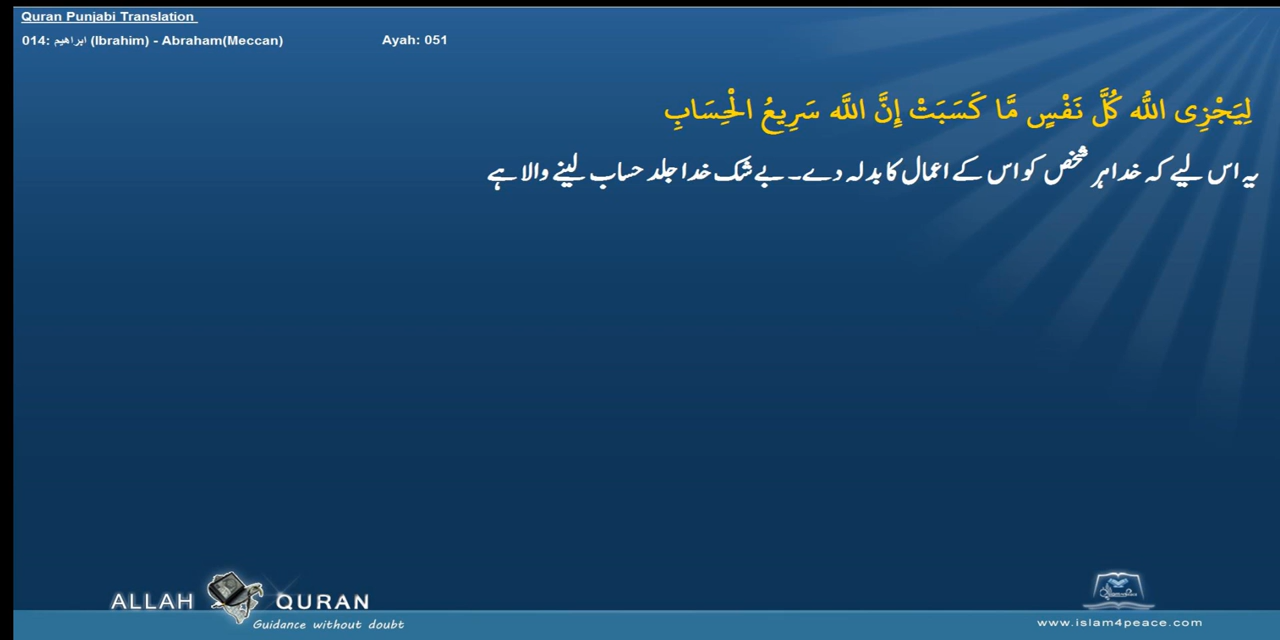 Quran Punjabi Translation
014: ابراهيم (Ibrahim) - Abraham(Meccan) Ayah: 051
لِيَجْزِى اللَّه كُلَّ نَفْسٍ مَّا كَسَبَتْ إِنَّ اللَّه سَرِيعُ الْحِسَابِ
یہ اس لیے کہ خدا ہر شخص کو اس کے اعمال کا بدلہ دے۔ بے شک خدا جلد حساب لینے والا ہے
ALLAH QURAN
Guidance without doubt
www.islam4peace.com